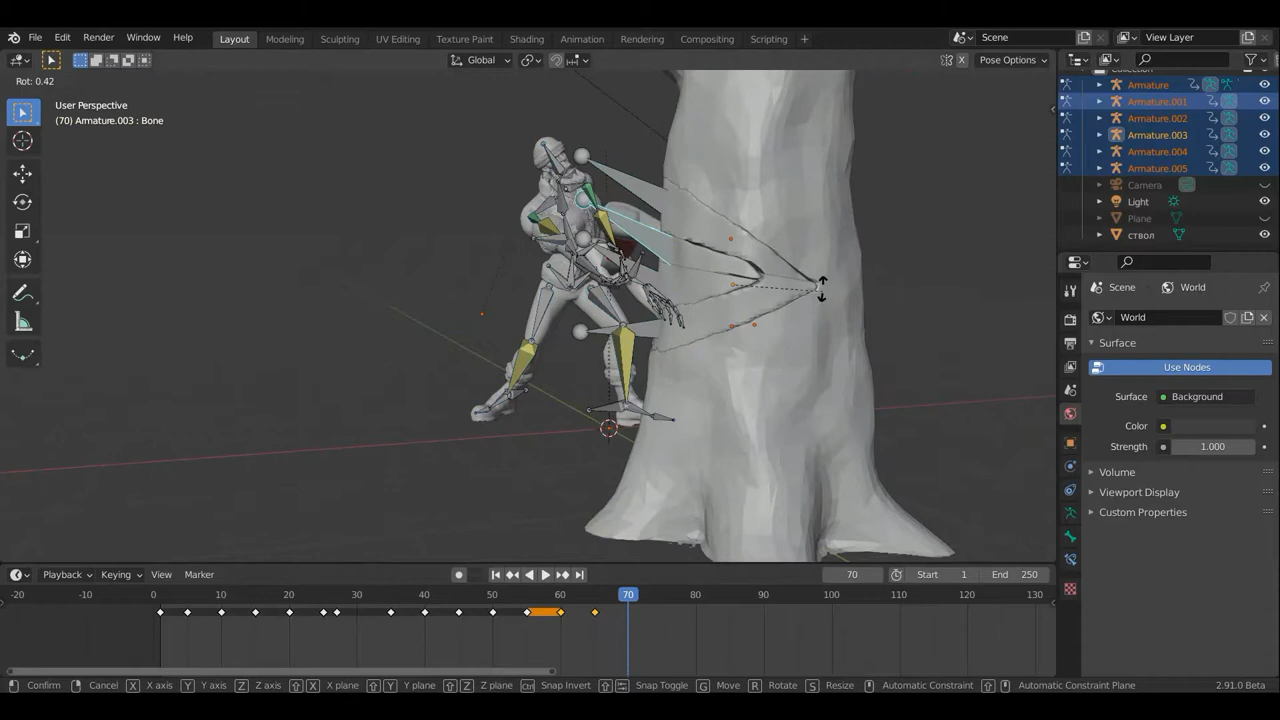 File Edit Render Window Help Layout Modeling Sculpting UV Editing Texture Paint Shading Animation Rendering Compositing Scripting + Scene View Layer
Global X Pose Options
Rot: 0.42
User Perspective
(70) Armature.003 : Bone
Collection
Armature
Armature.001
Armature.002
Armature.003
Armature.004
Armature.005
Camera
Light
Plane
ствол
Scene World
World
Surface
Use Nodes
Surface Background
Color
Strength 1.000
Volume
Viewport Display
Custom Properties
Playback Keying View Marker 70 Start 1 End 250
-20 -10 0 10 20 30 40 50 60 70 80 90 100 110 120 130
Confirm Cancel X X axis Y Y axis Z Z axis X X plane Y Y plane Z Z plane Ctrl Snap Invert Snap Toggle G Move R Rotate S Resize Automatic Constraint Automatic Constraint Plane 2.91.0 Beta